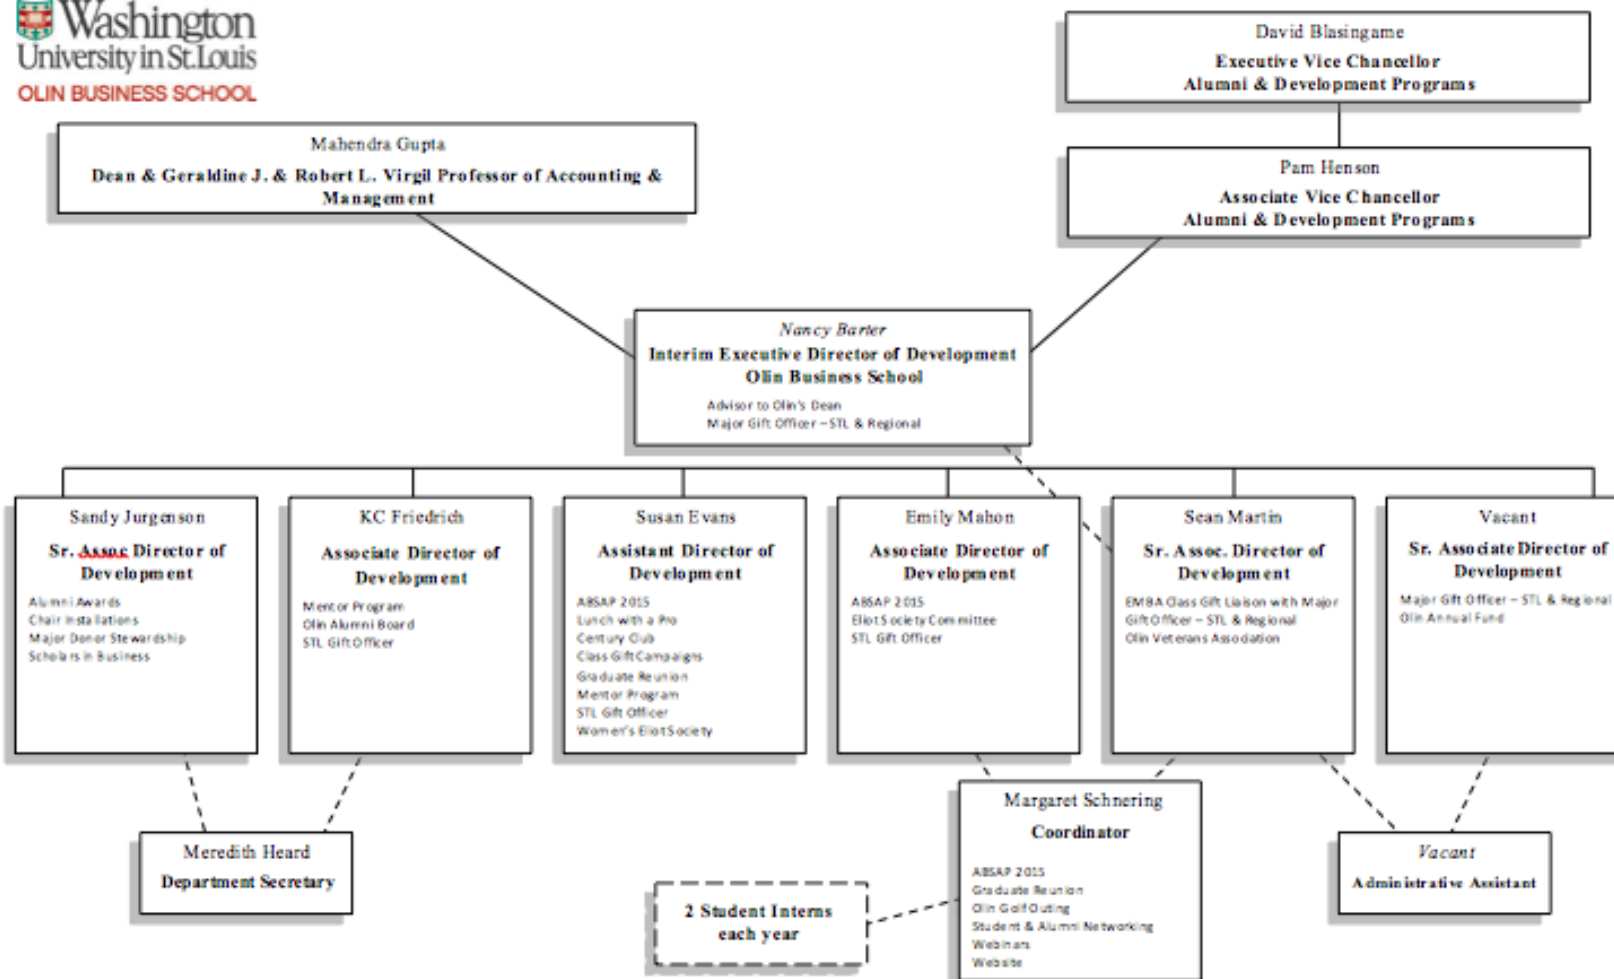 Washington
University in St. Louis
OLIN BUSINESS SCHOOL
David Blasingame
Executive Vice Chancellor
Alumni & Development Programs
Mahendra Gupta
Dean & Geraldine J. & Robert L. Virgil Professor of Accounting &
Management
Pam Henson
Associate Vice Chancellor
Alumni & Development Programs
Nancy Barter
Interim Executive Director of Development
Olin Business School
Advisor to Olin's Dean
Major Gift Officer – STL & Regional
Sandy Jurgenson
Sr. Assoc Director of
Development
Alumni Awards
Chair Installations
Major Donor Stewardship
Scholars in Business
KC Friedrich
Associate Director of
Development
Mentor Program
Olin Alumni Board
STL Gift Officer
Susan Evans
Assistant Director of
Development
ABSAP 2015
Lunch with a Pro
Century Club
Class Gift Campaigns
Graduate Reunion
Mentor Program
STL Gift Officer
Women's Eliot Society
Emily Mahon
Associate Director of
Development
ABSAP 2015
Eliot Society Committee
STL Gift Officer
Sean Martin
Sr. Assoc. Director of
Development
EMBA Class Gift Liaison with Major
Gift Officer – STL & Regional
Olin Veterans Association
Vacant
Sr. Associate Director of
Development
Major Gift Officer – STL & Regional
Olin Annual Fund
Meredith Heard
Department Secretary
2 Student Interns
each year
Margaret Schnering
Coordinator
ABSAP 2015
Graduate Reunion
Olin Golf Outing
Student & Alumni Networking
Webinars
Website
Vacant
Administrative Assistant